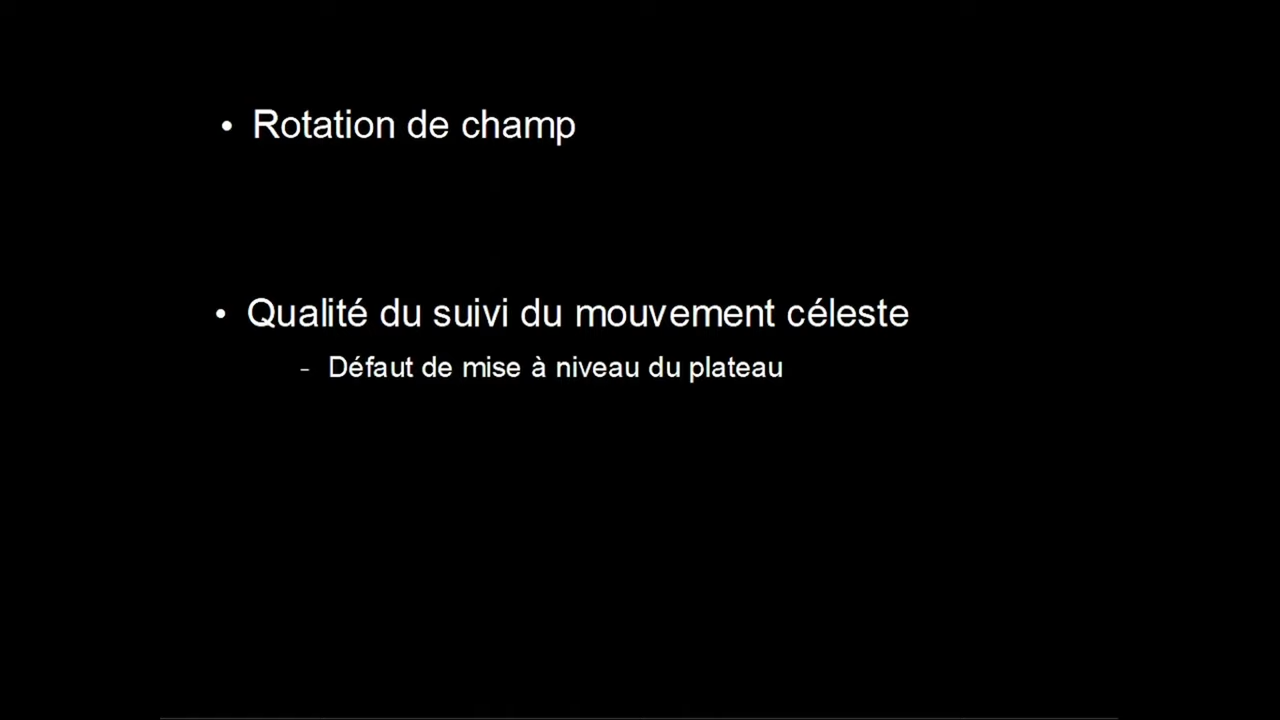 • Rotation de champ
• Qualité du suivi du mouvement céleste
- Défaut de mise à niveau du plateau